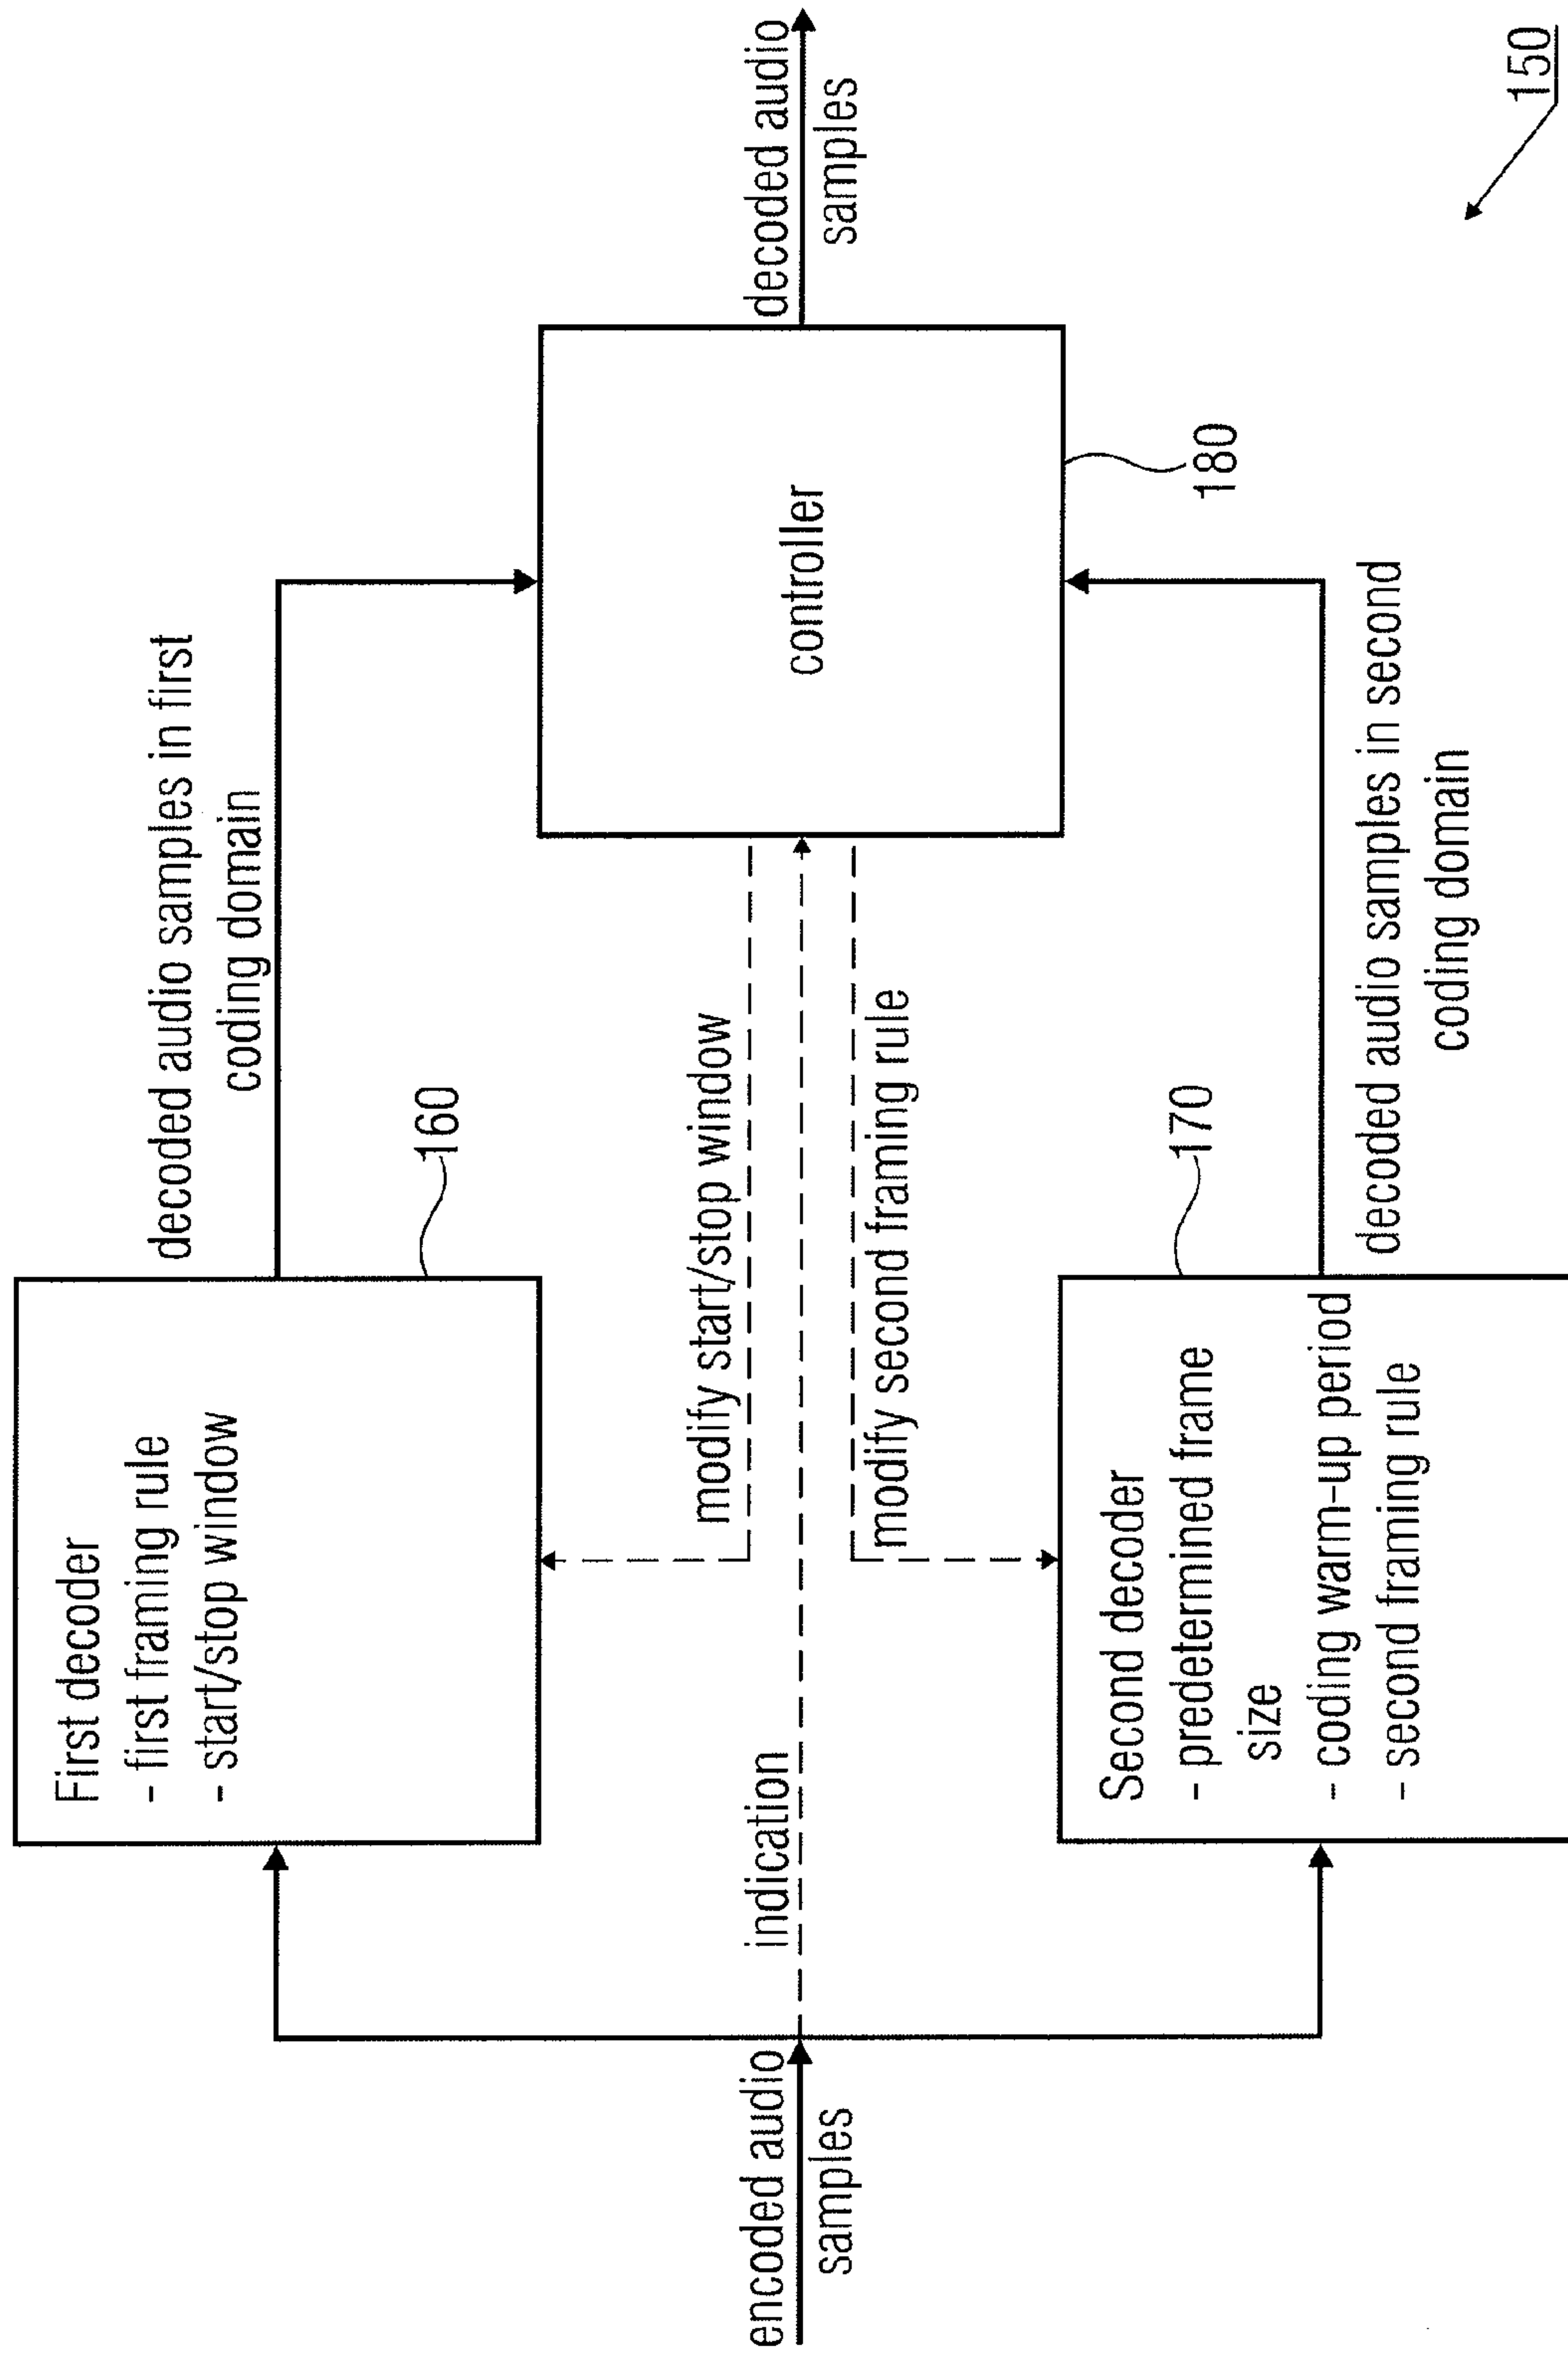 encoded audio
samples
indication
First decoder
- first framing rule
- start/stop window
160
decoded audio samples in first
coding domain
modify start/stop window
modify second framing rule
Second decoder
- predetermined frame
size
- coding warm-up period
- second framing rule
170
decoded audio samples in second
coding domain
controller
180
decoded audio
samples
150